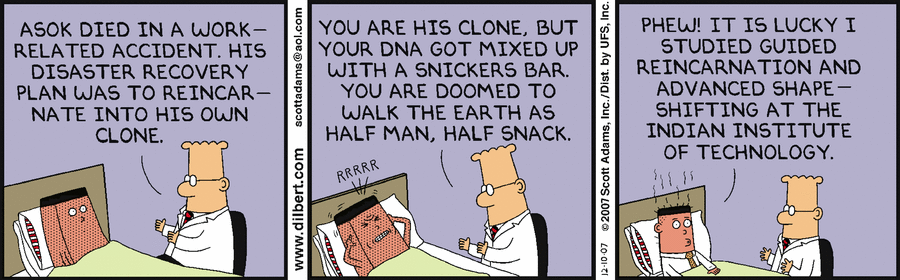 ASOK DIED IN A WORK-
RELATED ACCIDENT. HIS
DISASTER RECOVERY
PLAN WAS TO REINCAR-
NATE INTO HIS OWN
CLONE.
www.dilbert.com
scottadams@aol.com
YOU ARE HIS CLONE, BUT
YOUR DNA GOT MIXED UP
WITH A SNICKERS BAR.
YOU ARE DOOMED TO
WALK THE EARTH AS
HALF MAN, HALF SNACK.
RRRRR
12-10-07 © 2007 Scott Adams, Inc./Dist. by UFS, Inc.
PHEW! IT IS LUCKY I
STUDIED GUIDED
REINCARNATION AND
ADVANCED SHAPE-
SHIFTING AT THE
INDIAN INSTITUTE
OF TECHNOLOGY.